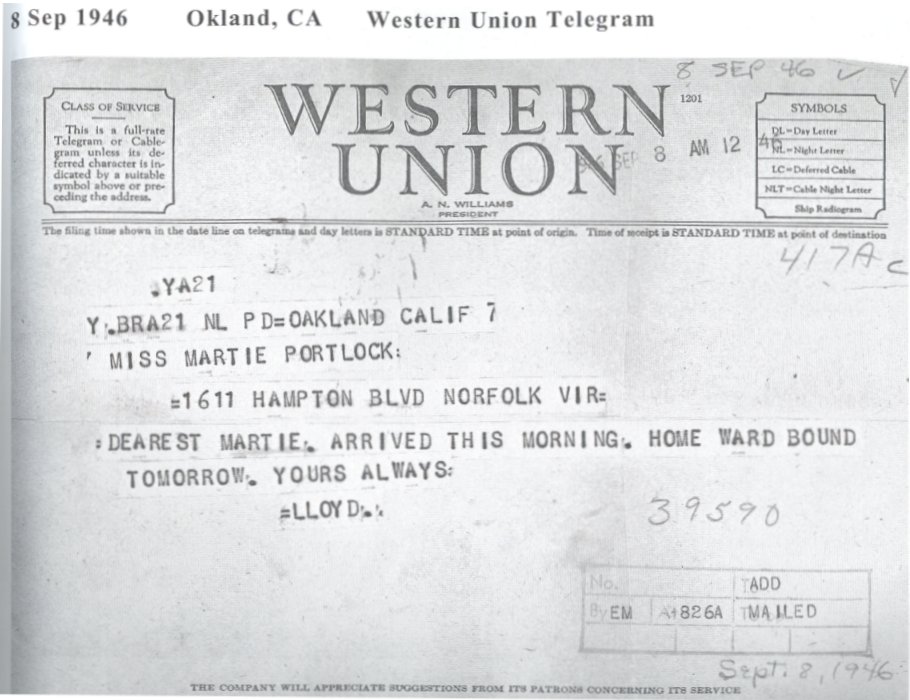 8 Sep 1946 Okland, CA Western Union Telegram
8 SEP 46
CLASS OF SERVICE
This is a full-rate
Telegram or Cable-
gram unless its de-
ferred character is in-
dicated by a suitable
symbol above or pre-
ceding the address.
WESTERN
UNION
1201
SEP 8 AM 12 46
A. N. WILLIAMS
PRESIDENT
SYMBOLS
DL=Day Letter
NL=Night Letter
LC=Deferred Cable
NLT=Cable Night Letter
Ship Radiogram
The filing time shown in the date line on telegrams and day letters is STANDARD TIME at point of origin. Time of receipt is STANDARD TIME at point of destination
417A c
.YA21
Y.BRA21 NL PD=OAKLAND CALIF 7
' MISS MARTIE PORTLOCK:
=1611 HAMPTON BLVD NORFOLK VIR=
:DEAREST MARTIE:. ARRIVED THIS MORNING:. HOME WARD BOUND
TOMORROW:. YOURS ALWAYS:
=LLOYD:..
39590
No. TADD
By EM At 826A TMAILED
Sept. 8, 1946
THE COMPANY WILL APPRECIATE SUGGESTIONS FROM ITS PATRONS CONCERNING ITS SERVICE